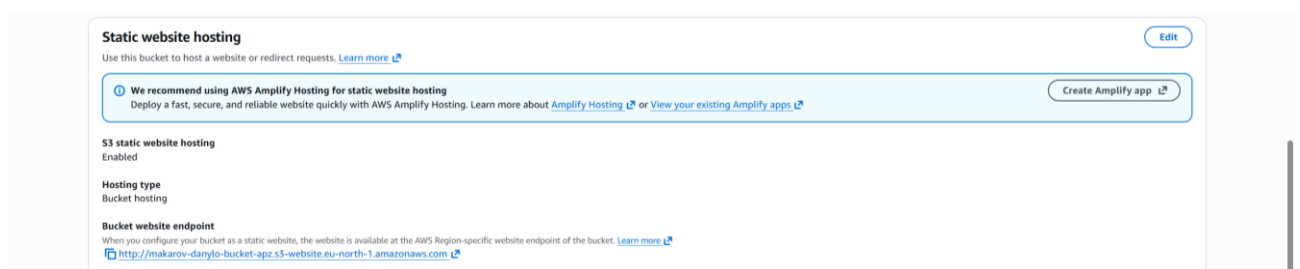 Static website hosting
Edit
Use this bucket to host a website or redirect requests. Learn more
We recommend using AWS Amplify Hosting for static website hosting
Deploy a fast, secure, and reliable website quickly with AWS Amplify Hosting. Learn more about Amplify Hosting or View your existing Amplify apps
Create Amplify app
S3 static website hosting
Enabled
Hosting type
Bucket hosting
Bucket website endpoint
When you configure your bucket as a static website, the website is available at the AWS Region-specific website endpoint of the bucket. Learn more
http://makarov-danylo-bucket-apz.s3-website.eu-north-1.amazonaws.com